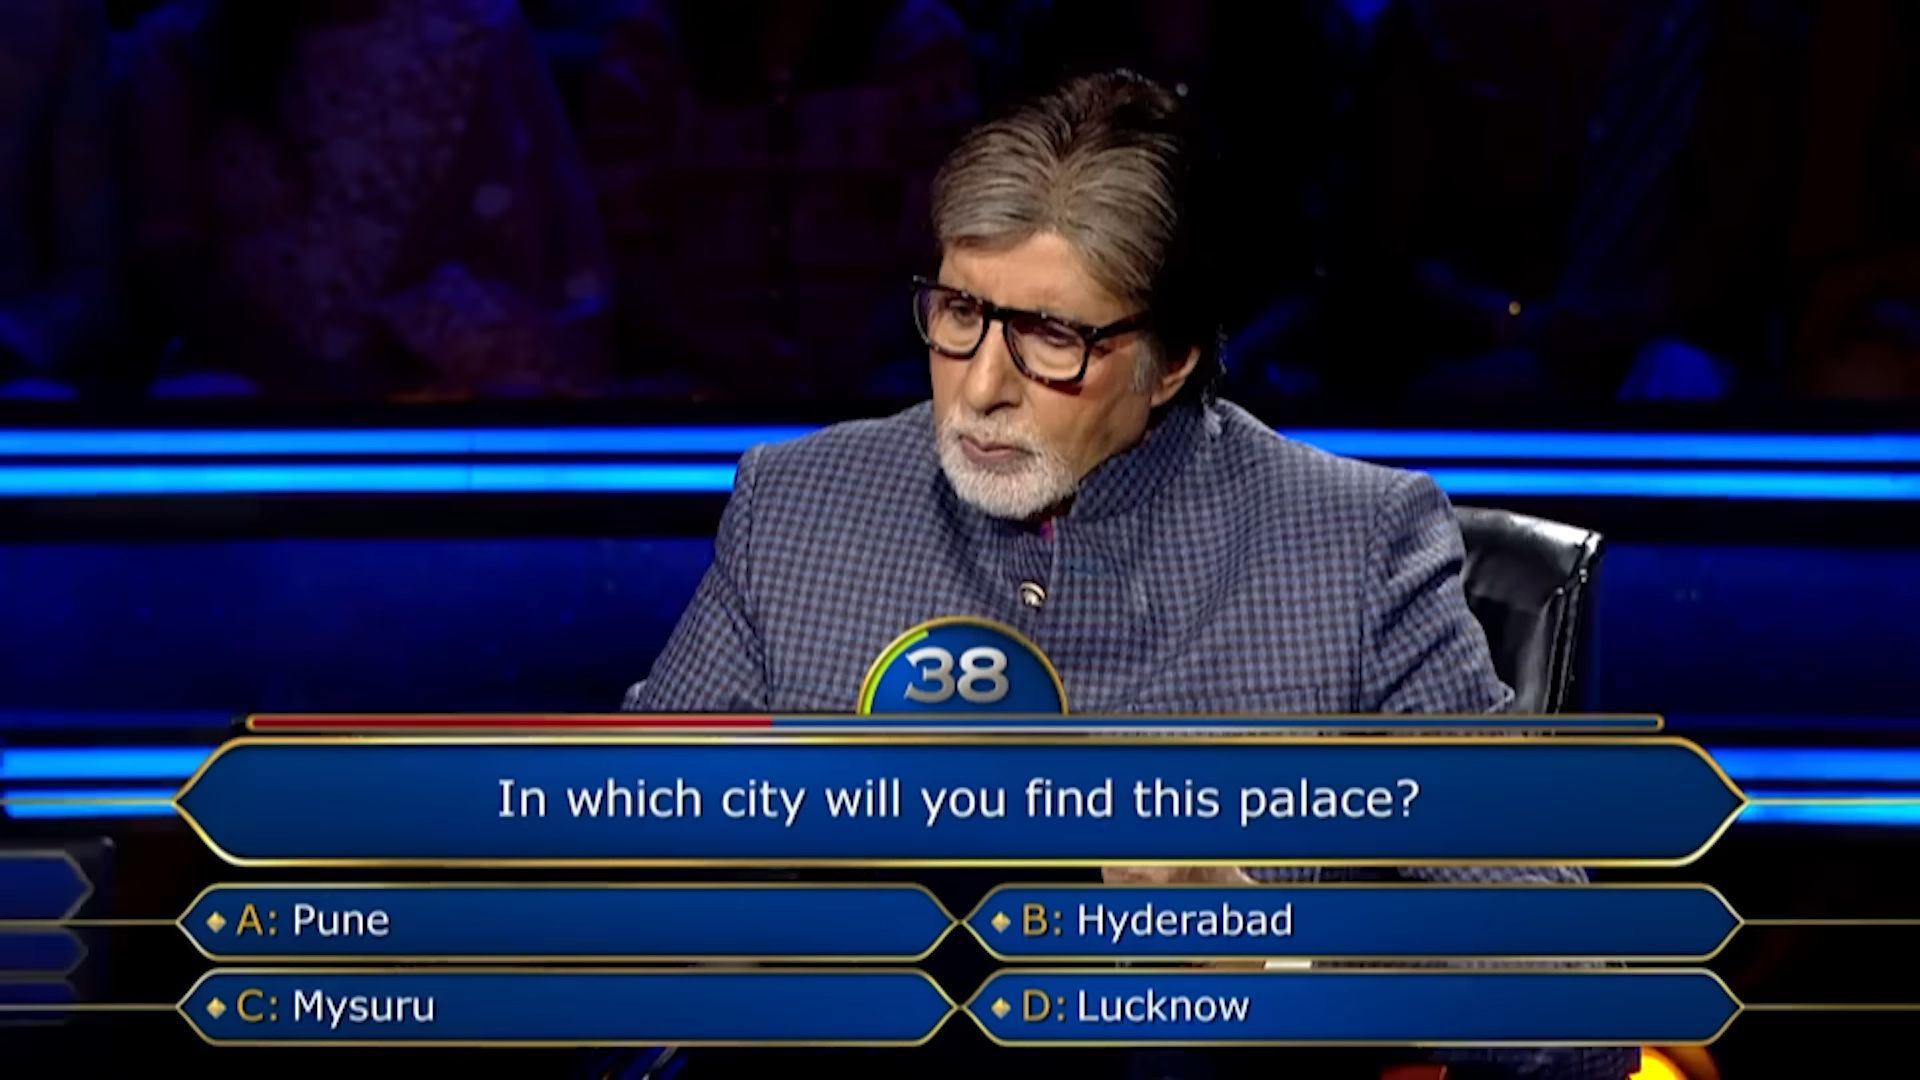 38
In which city will you find this palace?
A: Pune
B: Hyderabad
C: Mysuru
D: Lucknow